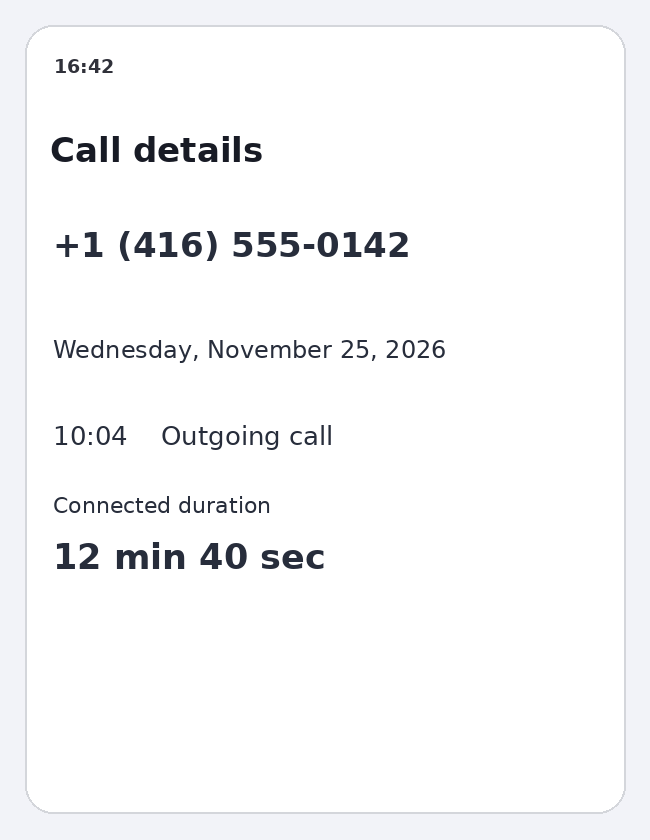 16:42
Call details
+1 (416) 555-0142
Wednesday, November 25, 2026
10:04 Outgoing call
Connected duration
12 min 40 sec